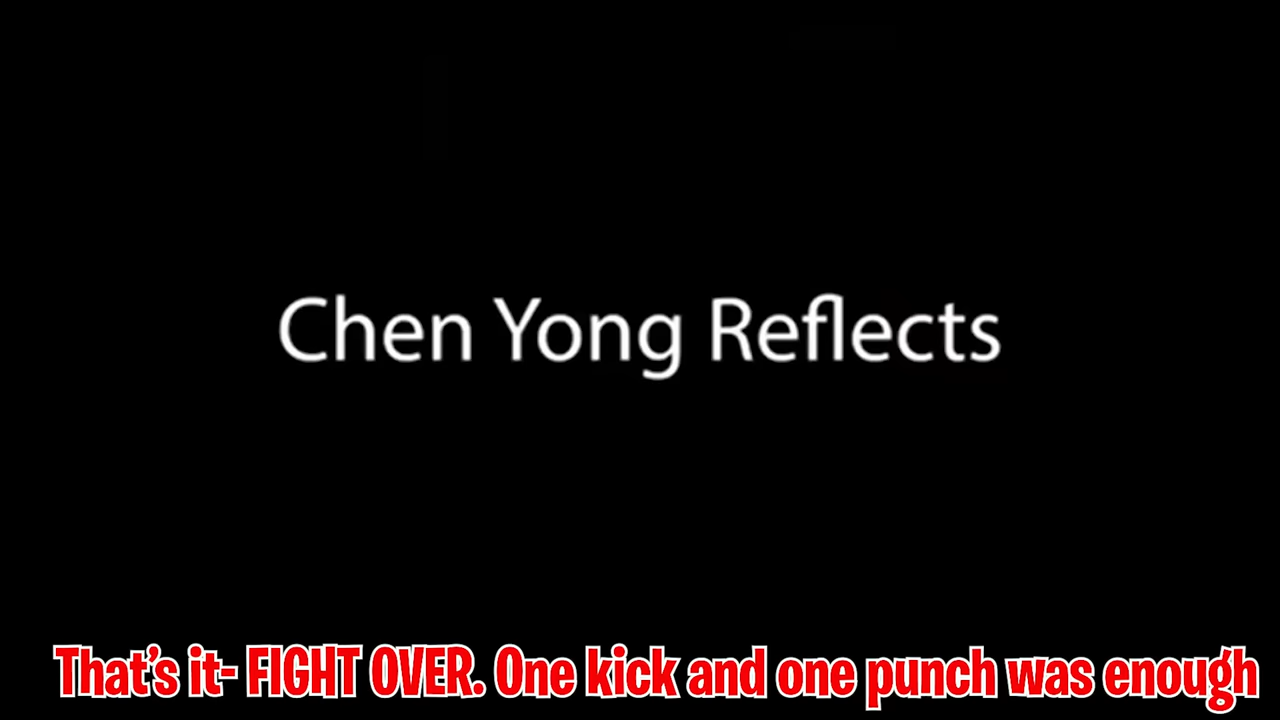 Chen Yong Reflects
That’s it- FIGHT OVER. One kick and one punch was enough